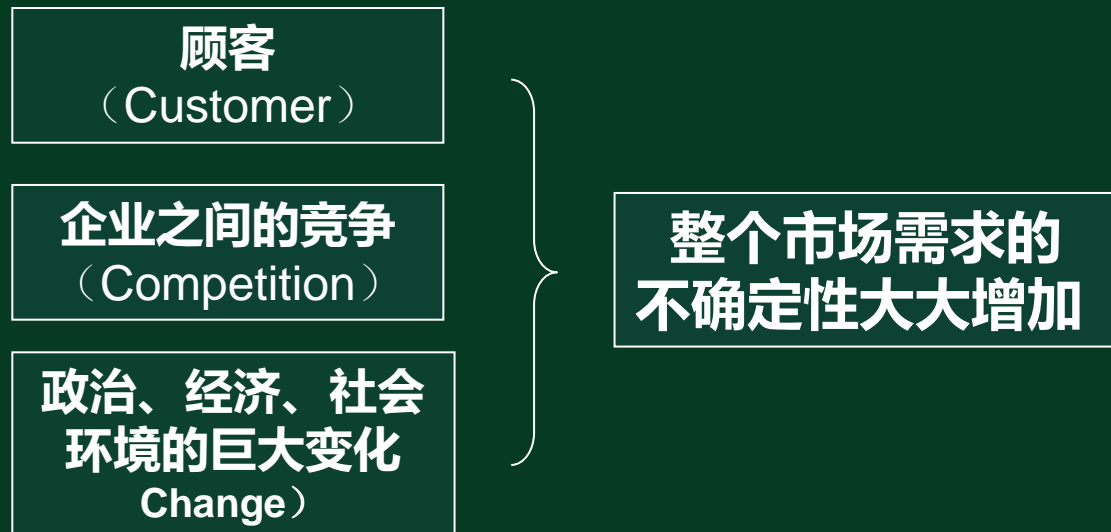 顾客
（Customer）
企业之间的竞争
（Competition）
政治、经济、社会
环境的巨大变化
Change）
整个市场需求的
不确定性大大增加